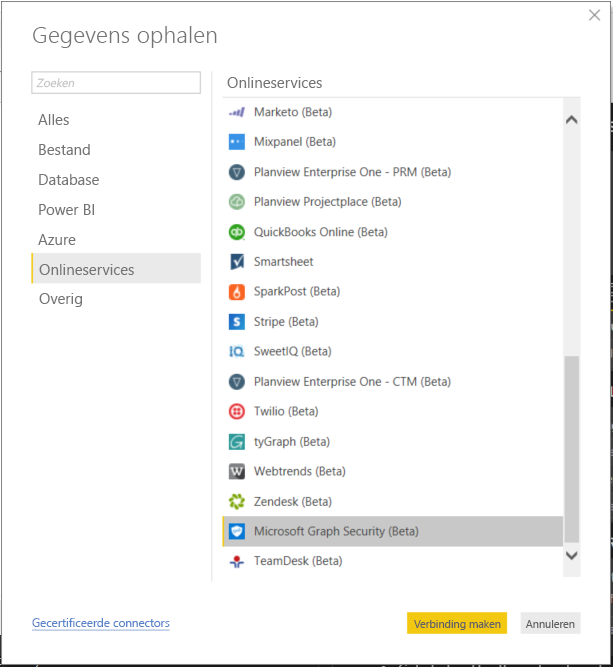 Gegevens ophalen
Zoeken
Alles
Bestand
Database
Power BI
Azure
Onlineservices
Overig
Onlineservices
Marketo (Beta)
Mixpanel (Beta)
Planview Enterprise One - PRM (Beta)
Planview Projectplace (Beta)
QuickBooks Online (Beta)
Smartsheet
SparkPost (Beta)
Stripe (Beta)
SweetIQ (Beta)
Planview Enterprise One - CTM (Beta)
Twilio (Beta)
tyGraph (Beta)
Webtrends (Beta)
Zendesk (Beta)
Microsoft Graph Security (Beta)
TeamDesk (Beta)
Gecertificeerde connectors
Verbinding maken
Annuleren